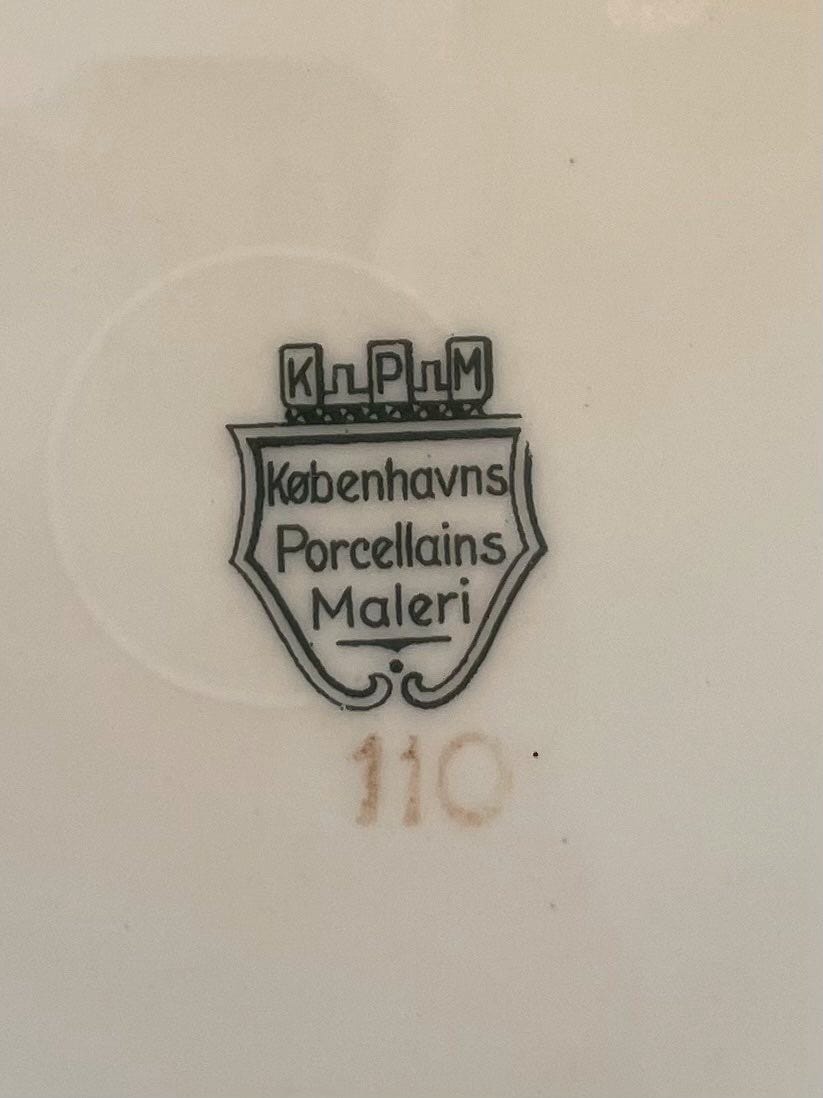 K P M
Københavns
Porcellains
Maleri
110